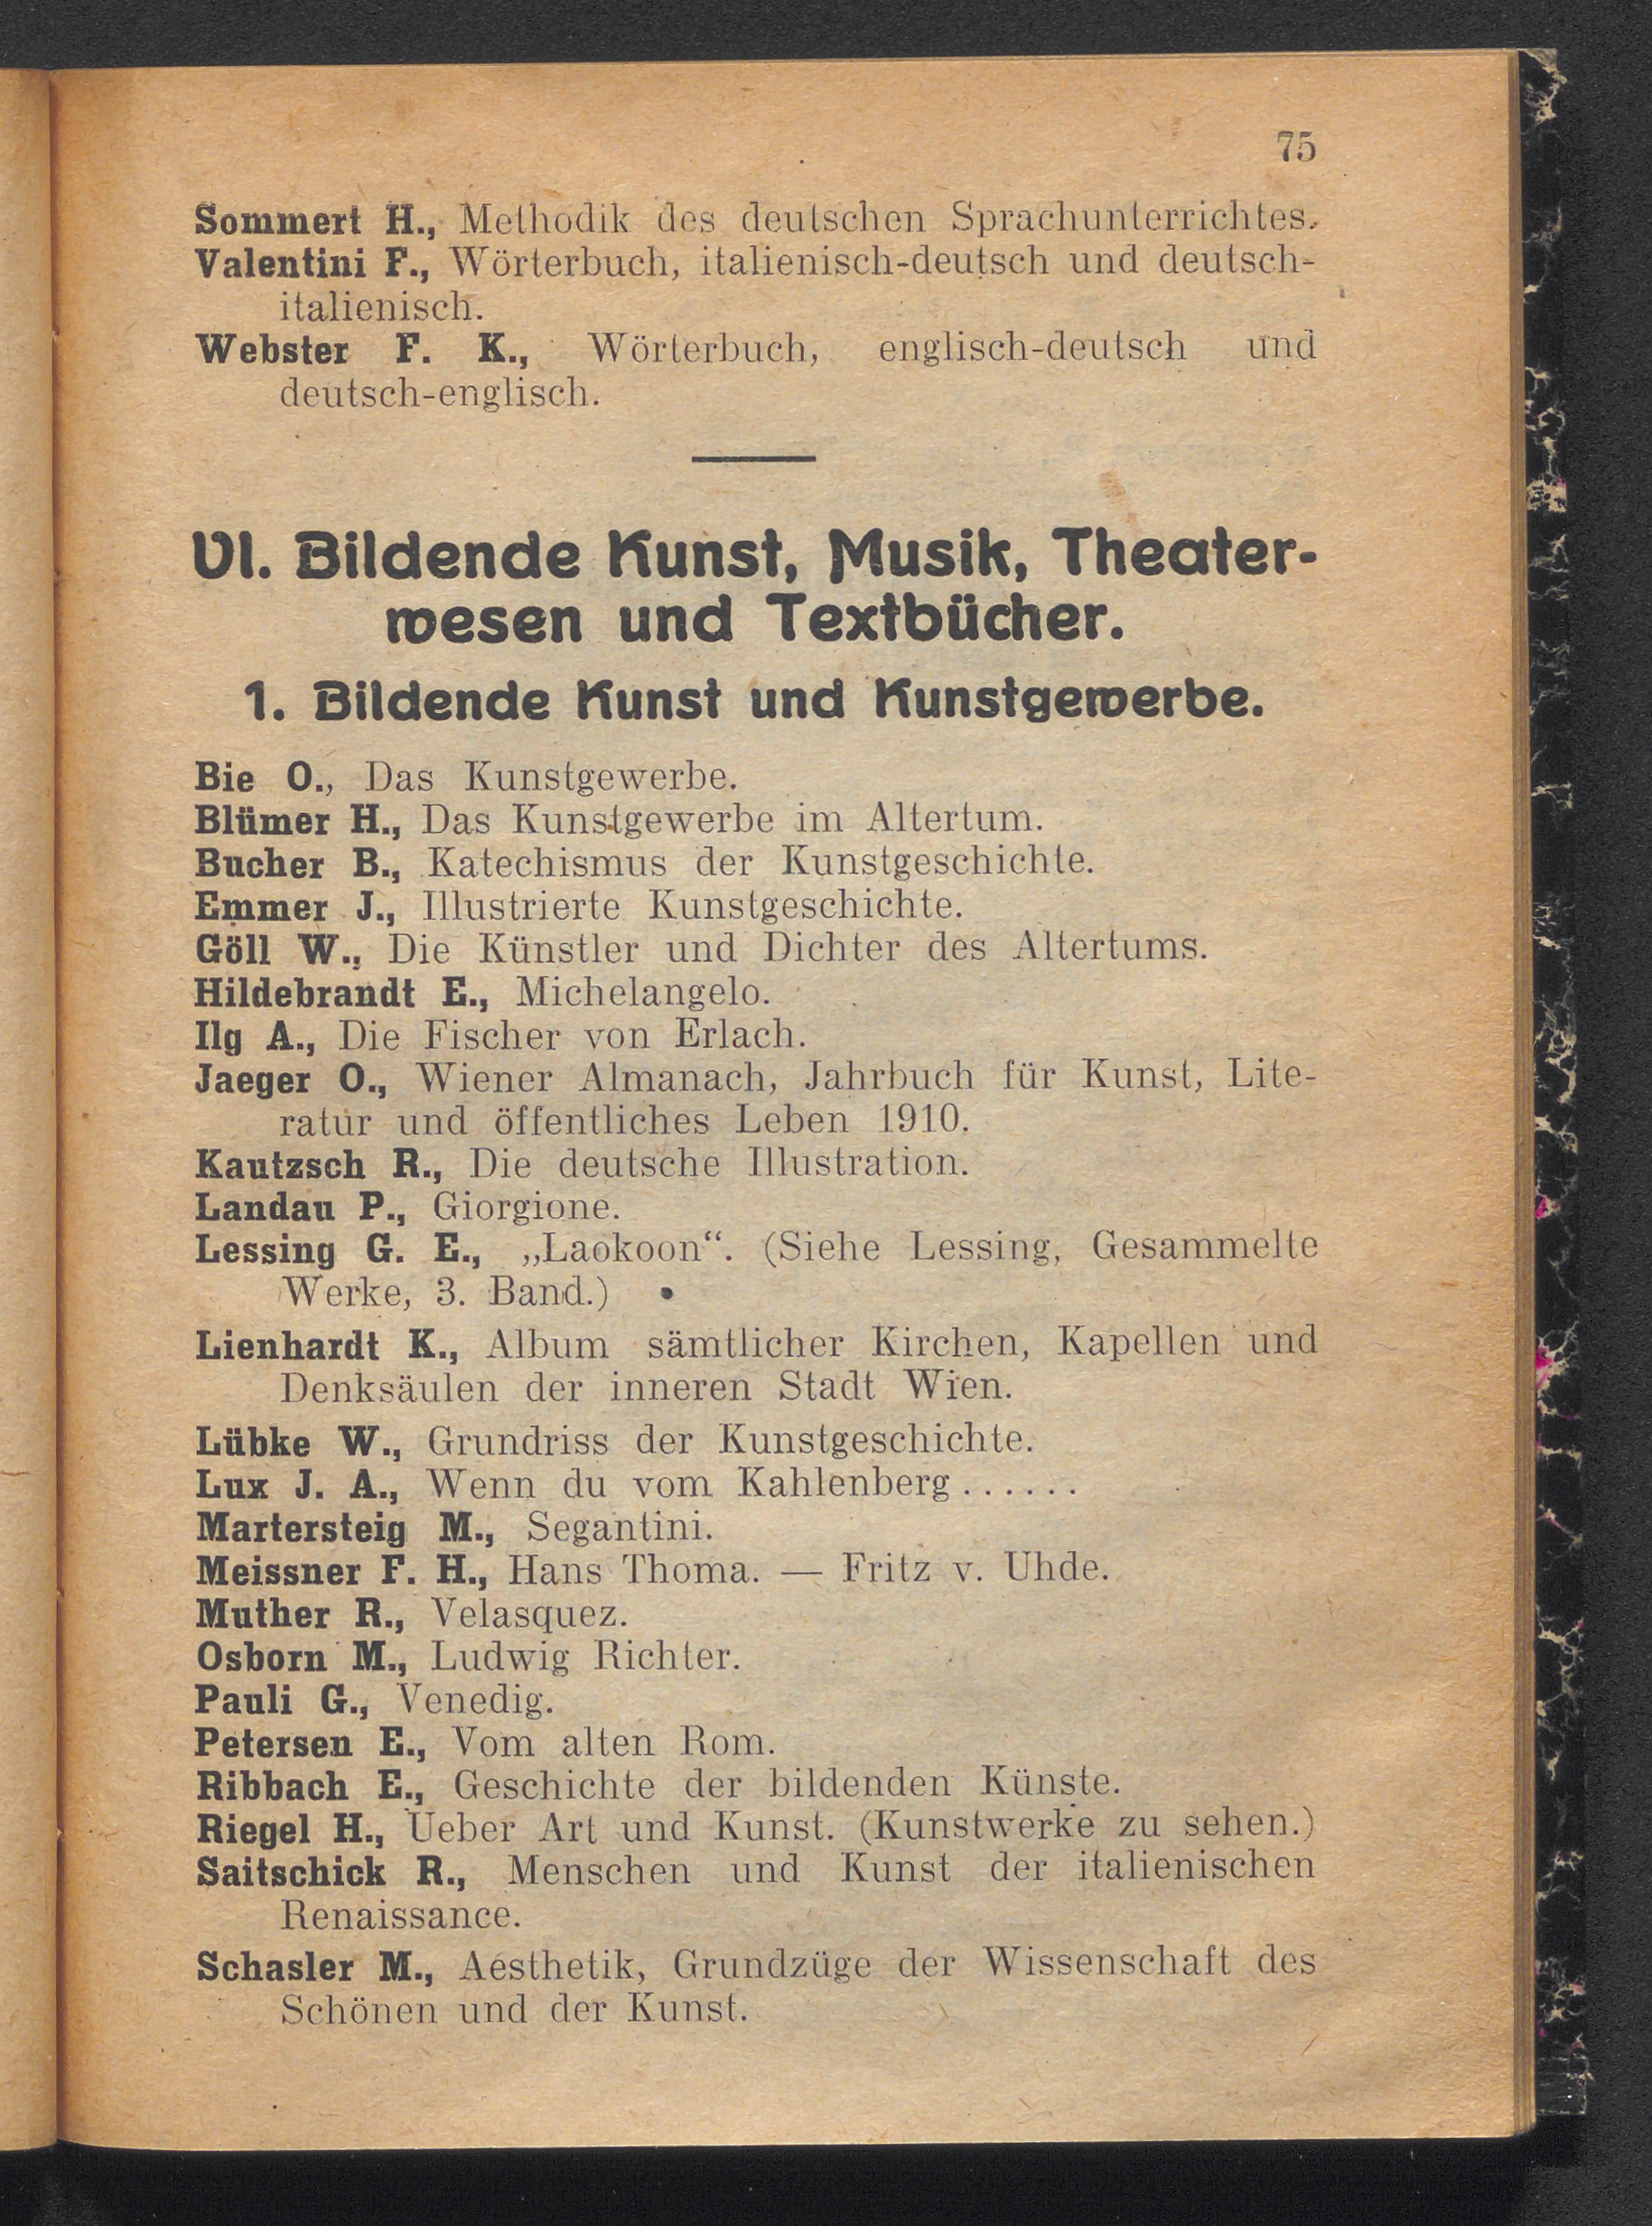 75
Sommert H., Methodik des deutschen Sprachunterrichtes.
Valentini F., Wörterbuch, italienisch-deutsch und deutsch-
italienisch.
Webster F. K., Wörterbuch, englisch-deutsch und
deutsch-englisch.
VI. Bildende Kunst, Musik, Theater-
wesen und Textbücher.
1. Bildende Kunst und Kunstgewerbe.
Bie O., Das Kunstgewerbe.
Blümer H., Das Kunstgewerbe im Altertum.
Bucher B., Katechismus der Kunstgeschichte.
Emmer J., Illustrierte Kunstgeschichte.
Göll W., Die Künstler und Dichter des Altertums.
Hildebrandt E., Michelangelo.
Ilg A., Die Fischer von Erlach.
Jaeger O., Wiener Almanach, Jahrbuch für Kunst, Lite-
ratur und öffentliches Leben 1910.
Kautzsch R., Die deutsche Illustration.
Landau P., Giorgione.
Lessing G. E., „Laokoon“. (Siehe Lessing, Gesammelte
Werke, 3. Band.)
Lienhardt K., Album sämtlicher Kirchen, Kapellen und
Denksäulen der inneren Stadt Wien.
Lübke W., Grundriss der Kunstgeschichte.
Lux J. A., Wenn du vom Kahlenberg......
Martersteig M., Segantini.
Meissner F. H., Hans Thoma. — Fritz v. Uhde.
Muther R., Velasquez.
Osborn M., Ludwig Richter.
Pauli G., Venedig.
Petersen E., Vom alten Rom.
Ribbach E., Geschichte der bildenden Künste.
Riegel H., Ueber Art und Kunst. (Kunstwerke zu sehen.)
Saitschick R., Menschen und Kunst der italienischen
Renaissance.
Schasler M., Aesthetik, Grundzüge der Wissenschaft des
Schönen und der Kunst.